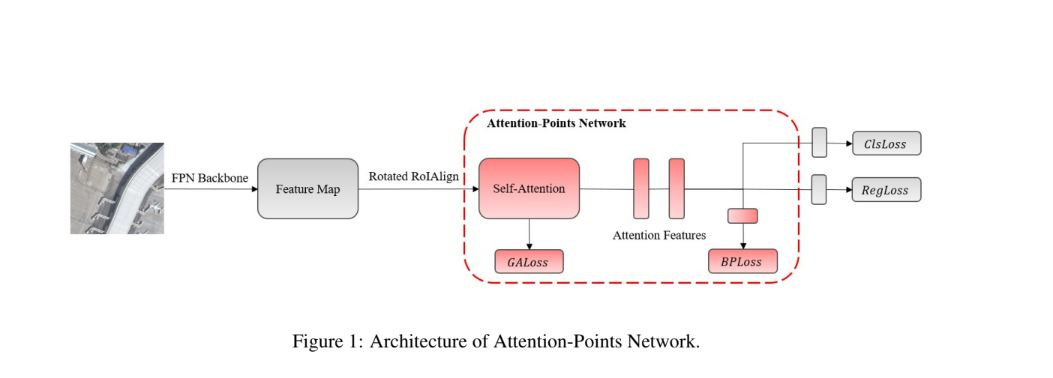 Attention-Points Network
FPN Backbone
Feature Map
Rotated RoIAlign
Self-Attention
Attention Features
GALoss
BPLoss
ClsLoss
RegLoss
Figure 1: Architecture of Attention-Points Network.